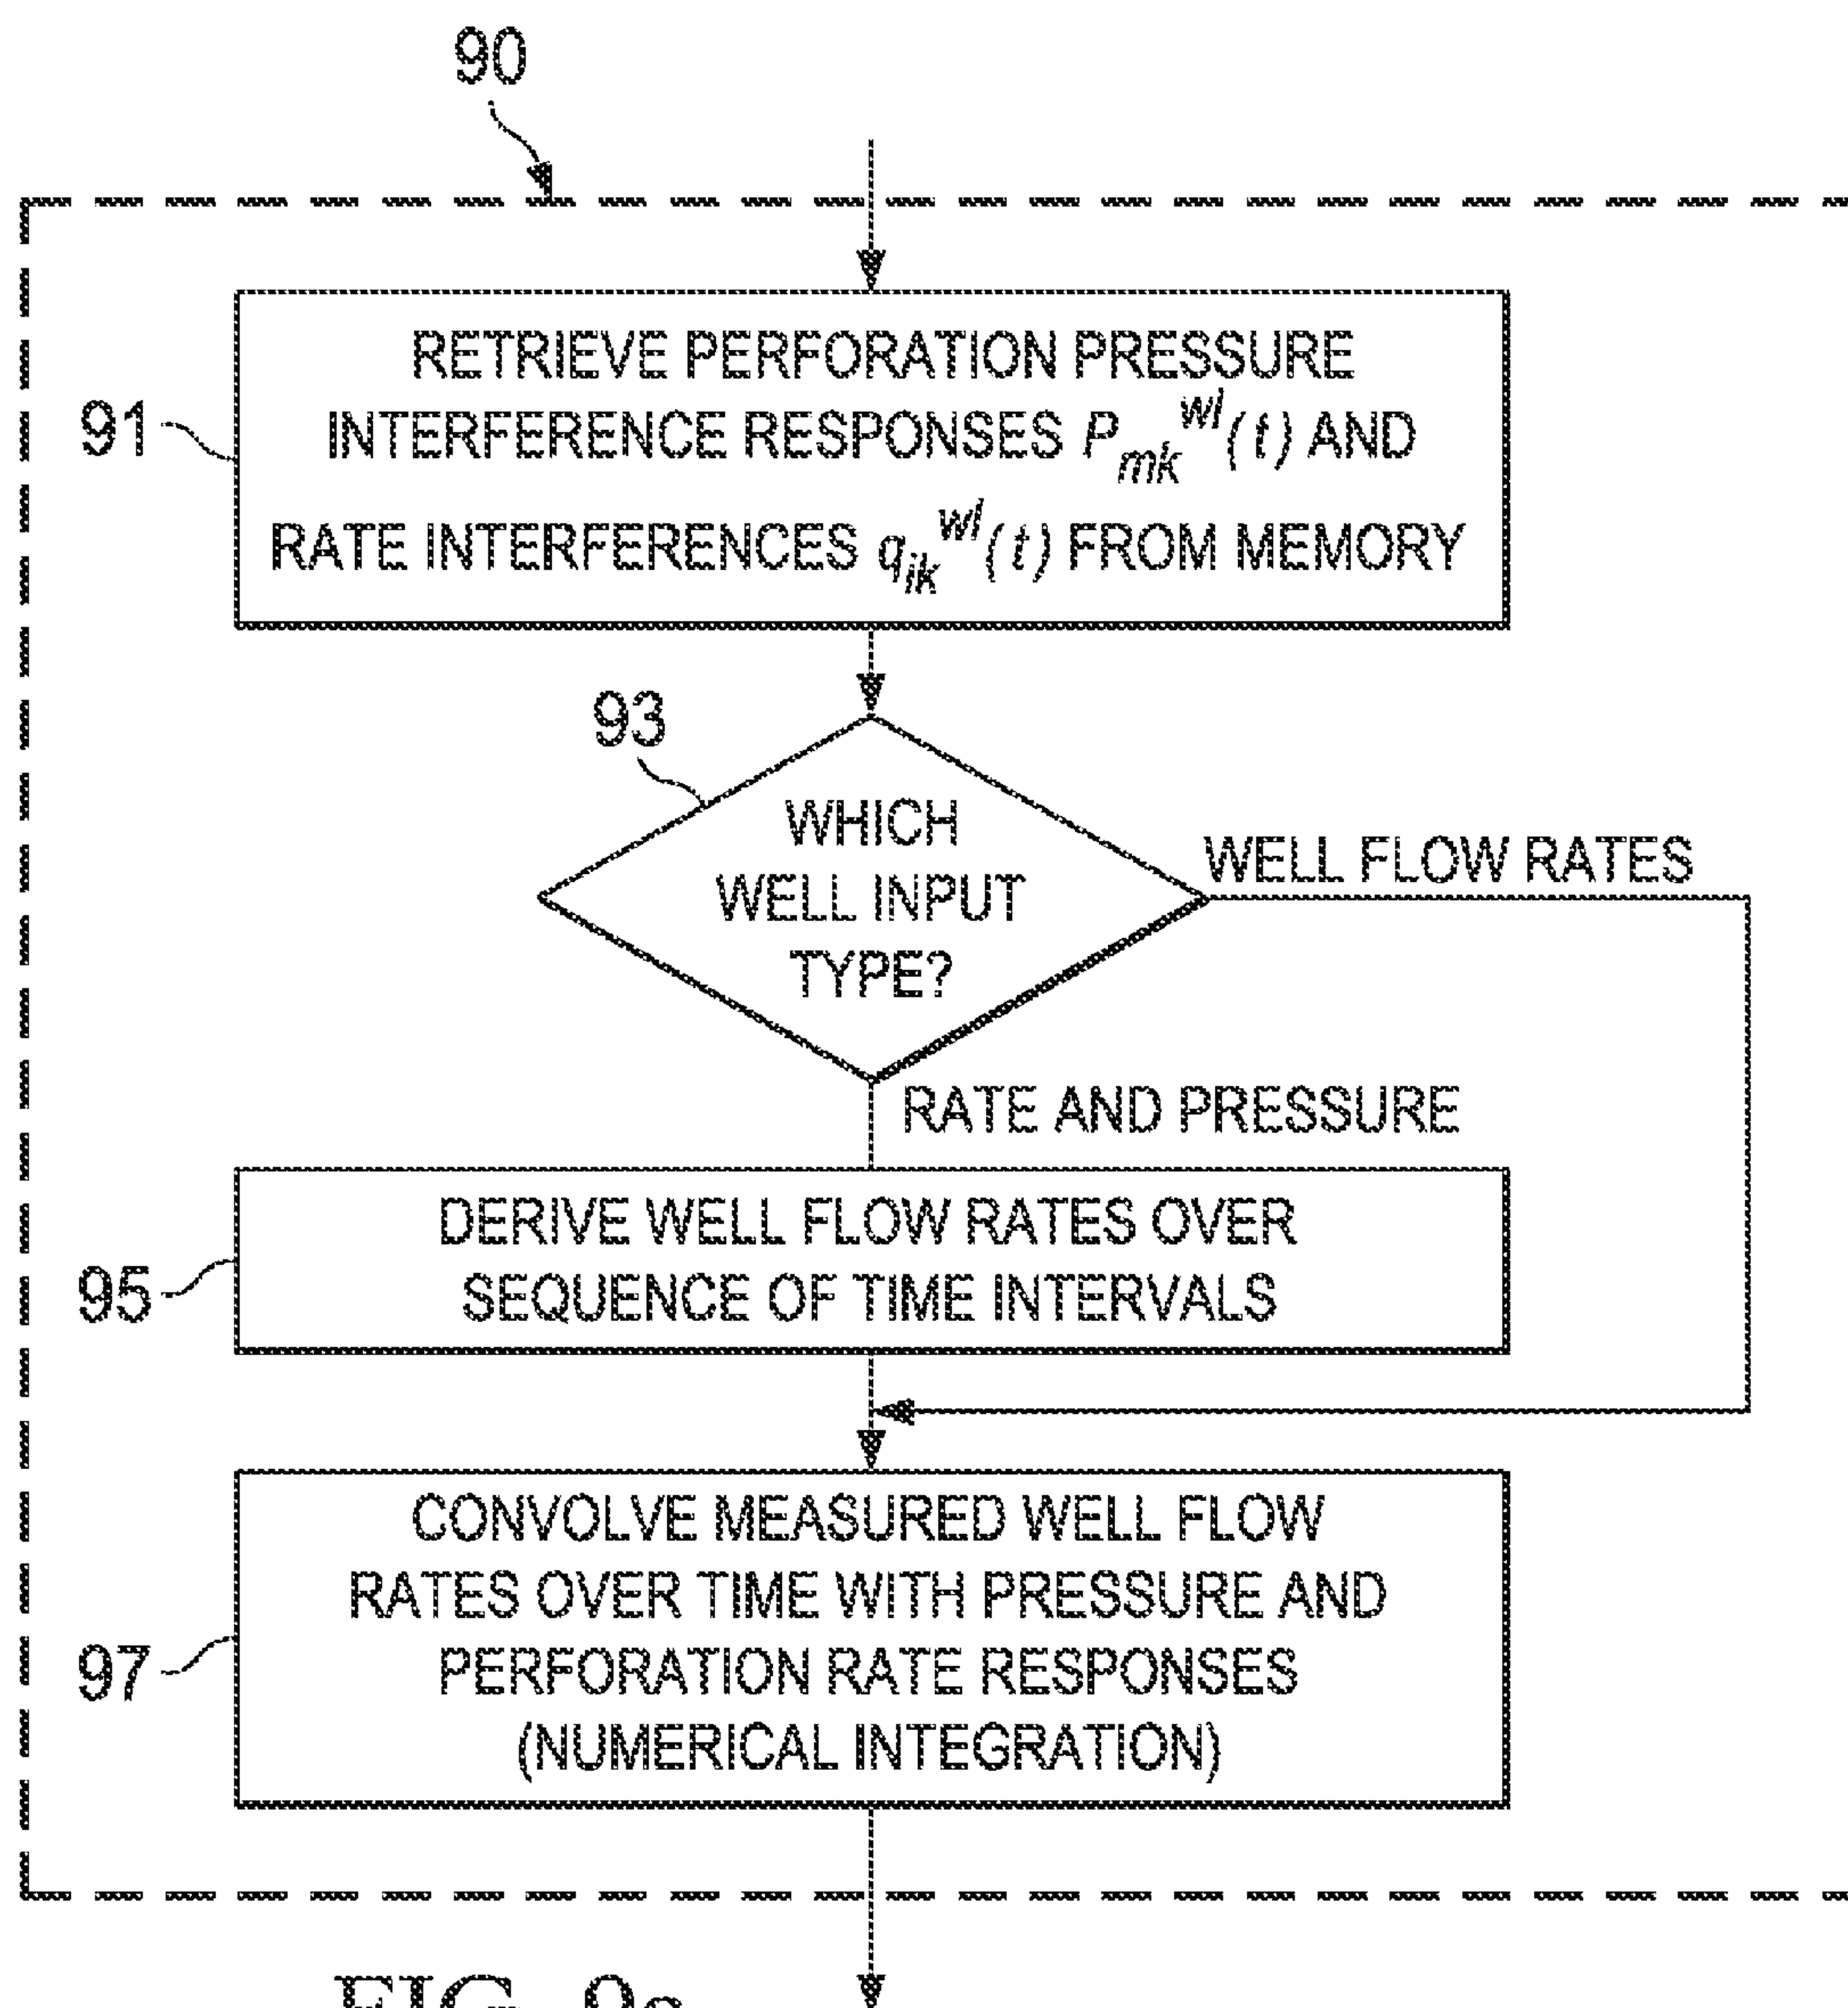 90
91
RETRIEVE PERFORATION PRESSURE
INTERFERENCE RESPONSES P_mk^wl(t) AND
RATE INTERFERENCES q_ik^wl(t) FROM MEMORY
93
WHICH
WELL INPUT
TYPE?
WELL FLOW RATES
RATE AND PRESSURE
95
DERIVE WELL FLOW RATES OVER
SEQUENCE OF TIME INTERVALS
97
CONVOLVE MEASURED WELL FLOW
RATES OVER TIME WITH PRESSURE AND
PERFORATION RATE RESPONSES
(NUMERICAL INTEGRATION)
FIG.